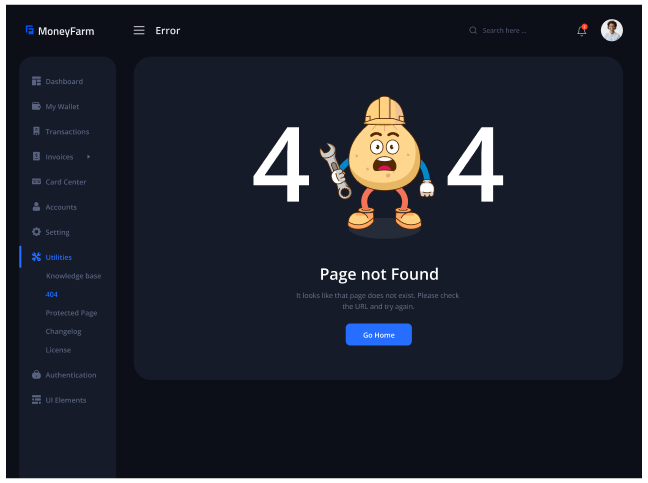 MoneyFarm
Error
Search here ...
Dashboard
My Wallet
Transactions
Invoices
Card Center
Accounts
Setting
Utilities
Knowledge base
404
Protected Page
Changelog
License
Authentication
UI Elements
4 4
Page not Found
It looks like that page does not exist. Please check
the URL and try again.
Go Home